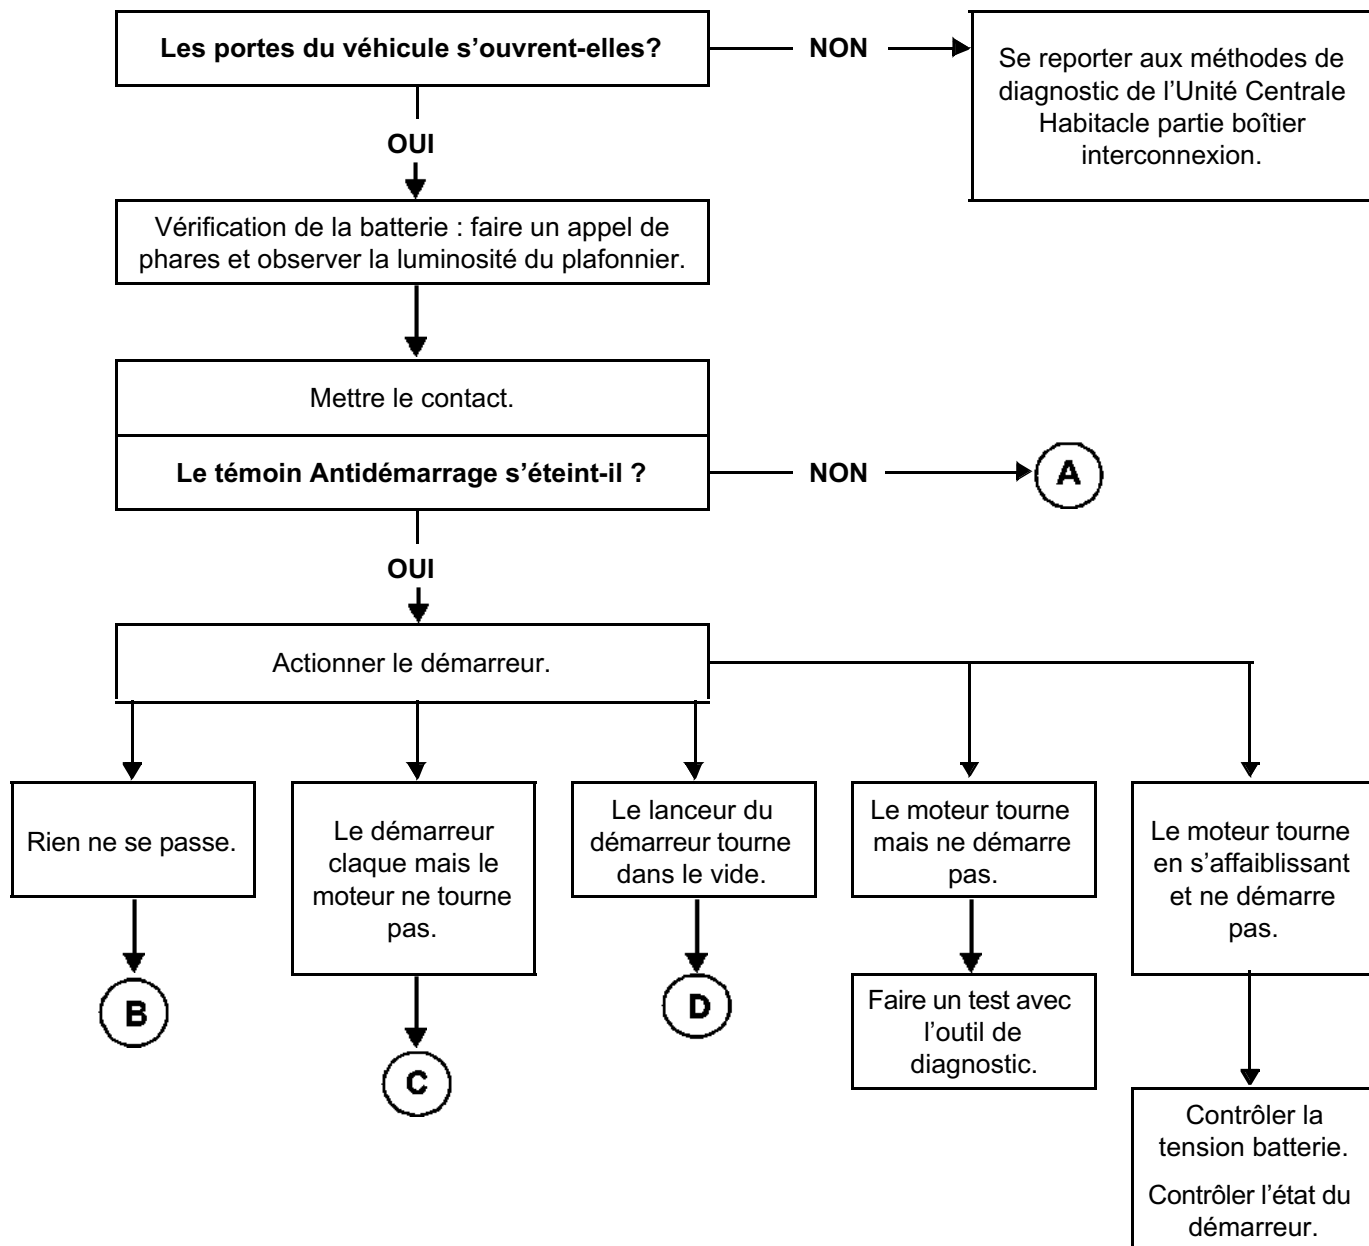 Les portes du véhicule s’ouvrent-elles?
NON
Se reporter aux méthodes de
diagnostic de l’Unité Centrale
Habitacle partie boîtier
interconnexion.
OUI
Vérification de la batterie : faire un appel de
phares et observer la luminosité du plafonnier.
Mettre le contact.
Le témoin Antidémarrage s’éteint-il ?
NON
A
OUI
Actionner le démarreur.
Rien ne se passe.
Le démarreur
claque mais le
moteur ne tourne
pas.
Le lanceur du
démarreur tourne
dans le vide.
Le moteur tourne
mais ne démarre
pas.
Le moteur tourne
en s’affaiblissant
et ne démarre
pas.
B
C
D
Faire un test avec
l’outil de
diagnostic.
Contrôler la
tension batterie.
Contrôler l’état du
démarreur.